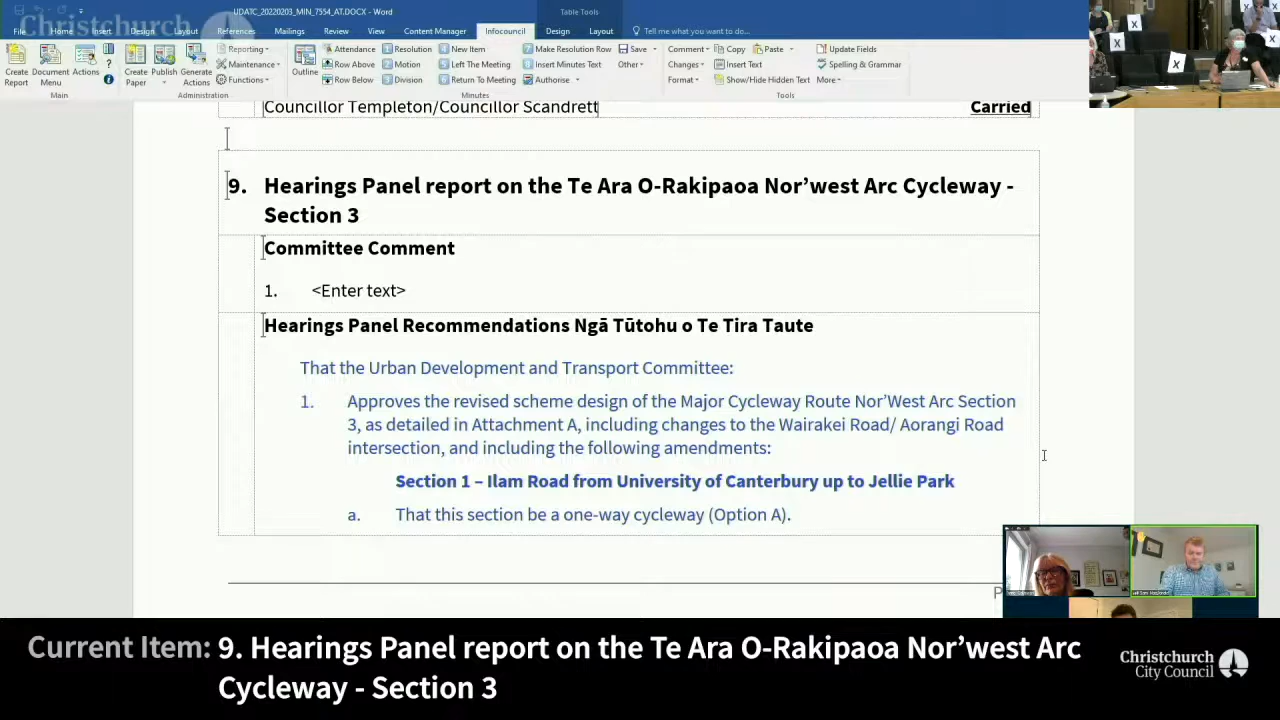 UDATC_20220203_MIN_7554_AT.DOCX - Word
Table Tools
Christchurch
File Home Insert Design Layout References Mailings Review View Content Manager Infocouncil Design Layout Tell me what you want to do...
Create Report
Document Menu
Actions
Create Paper
Publish
Generate Actions
Reporting
Maintenance
Functions
Outline
Attendance
Row Above
Row Below
Resolution
Motion
Division
New Item
Left The Meeting
Return To Meeting
Make Resolution Row
Insert Minutes Text
Authorise
Save
Other
Comment
Changes
Format
Copy
Paste
Insert Text
Show/Hide Hidden Text
Update Fields
Spelling & Grammar
More
Main
Administration
Minutes
Tools
Councillor Templeton/Councillor Scandrett Carried
9. Hearings Panel report on the Te Ara O-Rakipaoa Nor’west Arc Cycleway -
Section 3
Committee Comment
1. <Enter text>
Hearings Panel Recommendations Ngā Tūtohu o Te Tira Taute
That the Urban Development and Transport Committee:
1. Approves the revised scheme design of the Major Cycleway Route Nor’West Arc Section
3, as detailed in Attachment A, including changes to the Wairakei Road/ Aorangi Road
intersection, and including the following amendments:
Section 1 – Ilam Road from University of Canterbury up to Jellie Park
a. That this section be a one-way cycleway (Option A).
Current Item: 9. Hearings Panel report on the Te Ara O-Rakipaoa Nor’west Arc
Cycleway - Section 3
Christchurch
City Council